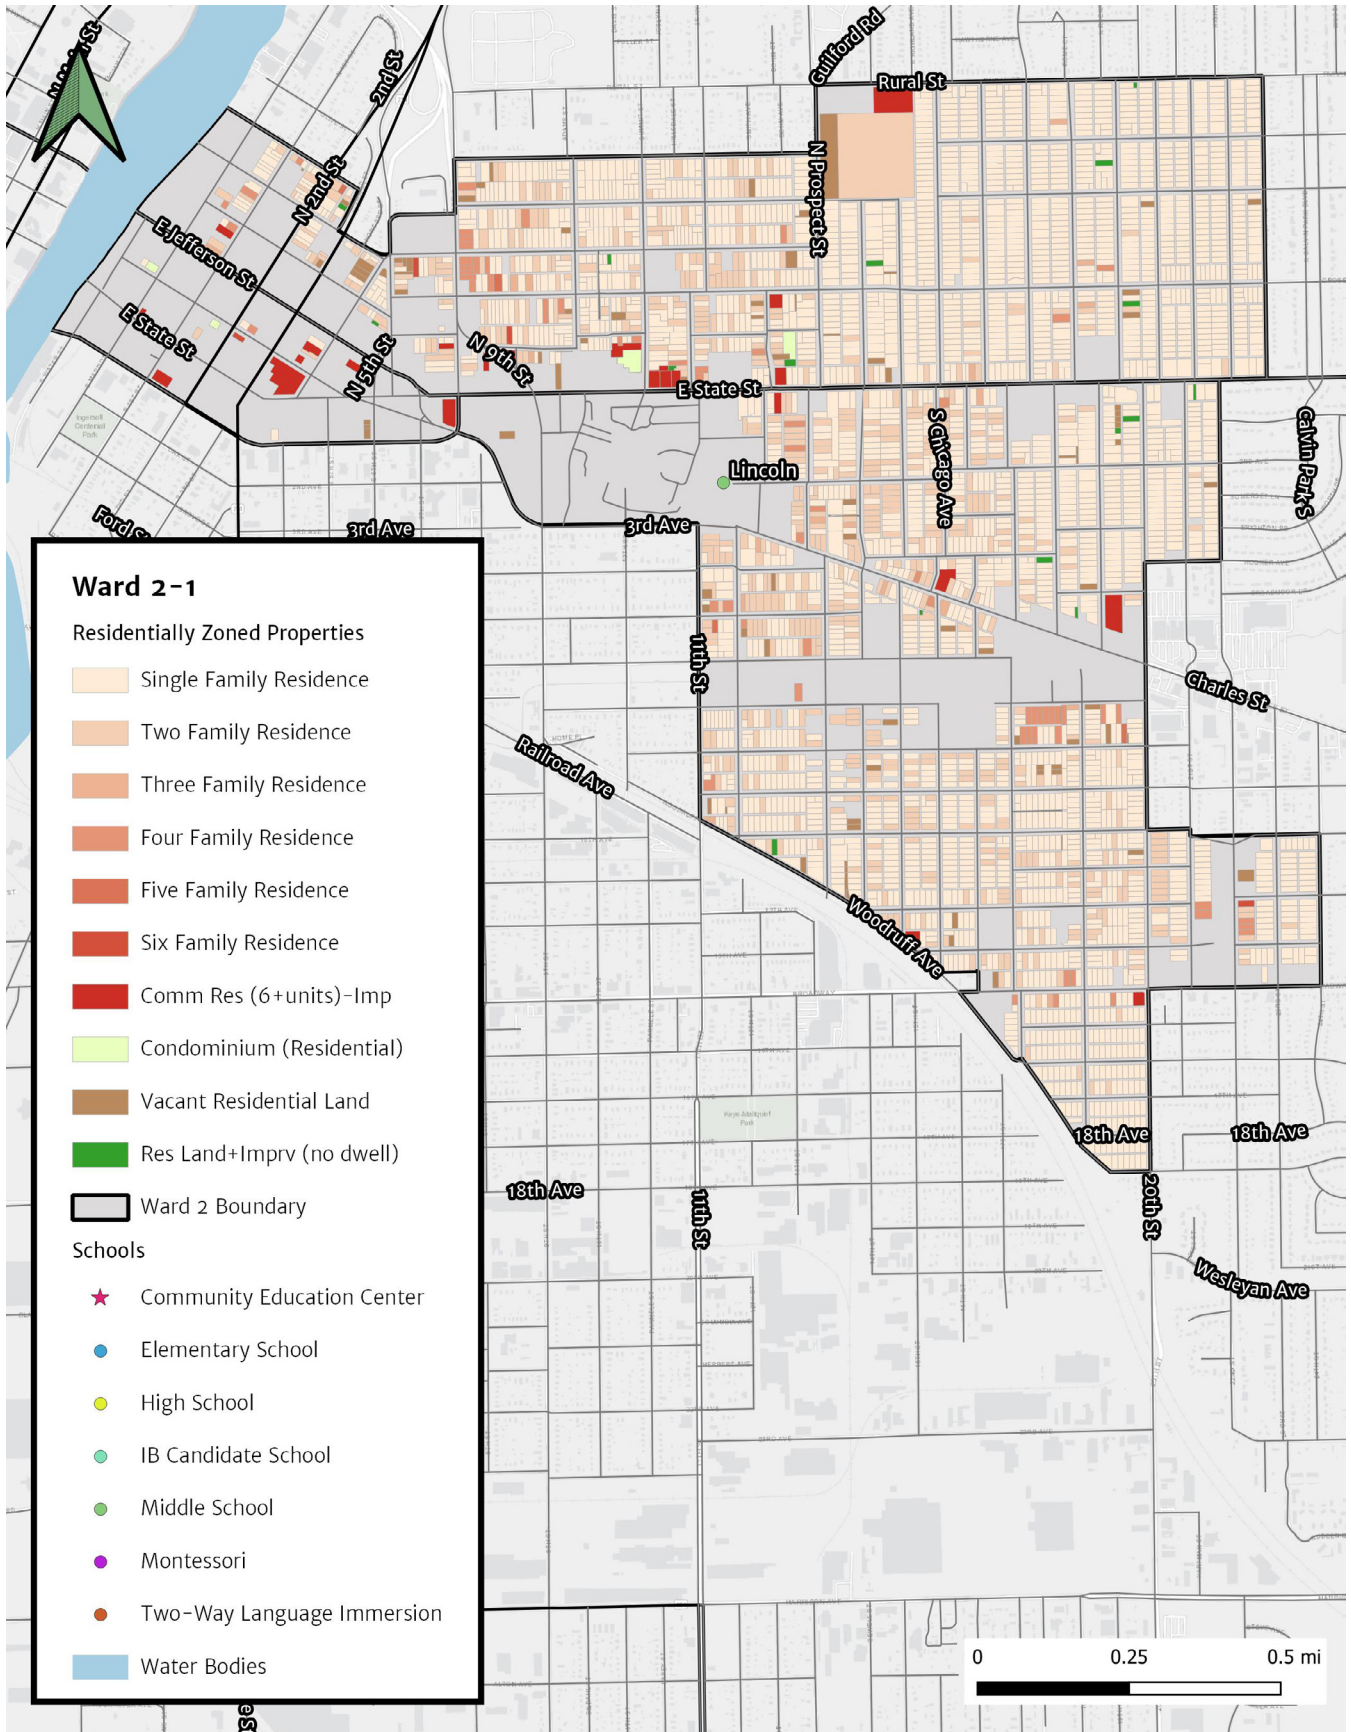 Guilford Rd
Rural St
2nd St
N 2nd St
N Prospect St
E Jefferson St
E State St
N 5th St
N 9th St
E State St
S Chicago Ave
Calvin Park S
Lincoln
Ingersoll
Centennial
Park
Ford St
3rd Ave
3rd Ave
11th St
Charles St
Railroad Ave
Woodruff Ave
BROADWAY
18th Ave
18th Ave
18th Ave
11th St
20th St
Wesleyan Ave
Ward 2-1
Residentially Zoned Properties
Single Family Residence
Two Family Residence
Three Family Residence
Four Family Residence
Five Family Residence
Six Family Residence
Comm Res (6+units)-Imp
Condominium (Residential)
Vacant Residential Land
Res Land+Imprv (no dwell)
Ward 2 Boundary
Schools
Community Education Center
Elementary School
High School
IB Candidate School
Middle School
Montessori
Two-Way Language Immersion
Water Bodies
0 0.25 0.5 mi